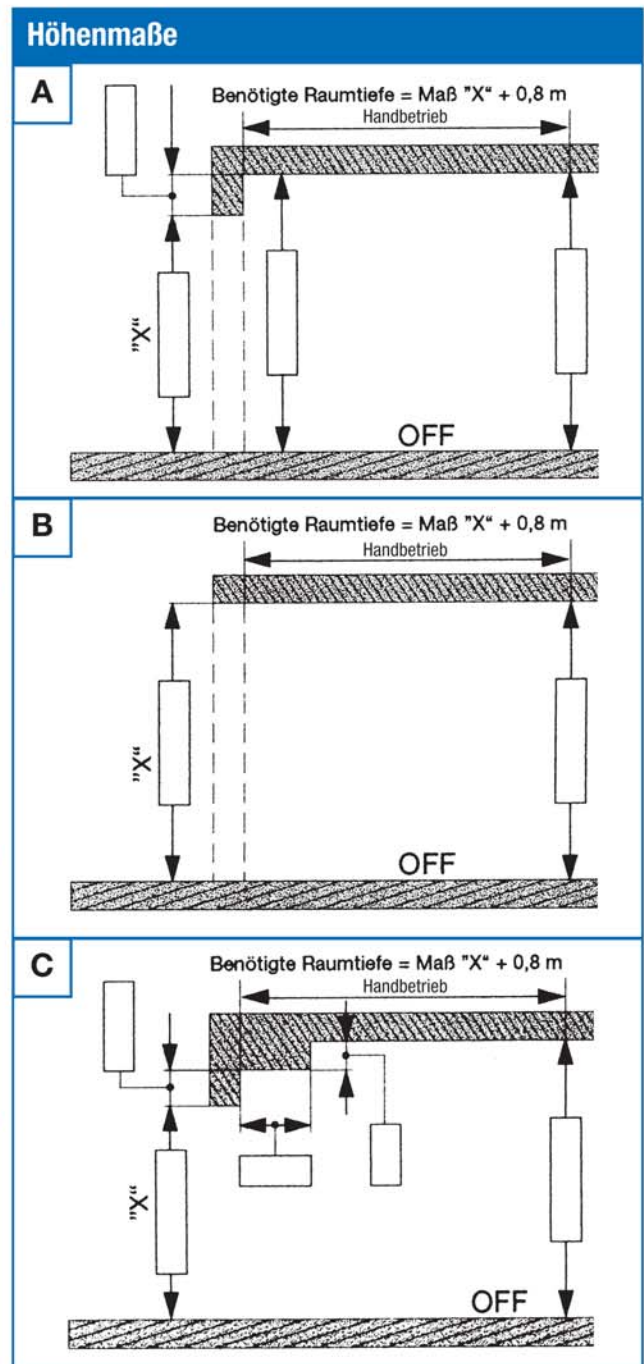 Höhenmaße
A
Benötigte Raumtiefe = Maß "X“ + 0,8 m
Handbetrieb
"X“
OFF
B
Benötigte Raumtiefe = Maß "X“ + 0,8 m
Handbetrieb
"X“
OFF
C
Benötigte Raumtiefe = Maß "X“ + 0,8 m
Handbetrieb
"X“
OFF